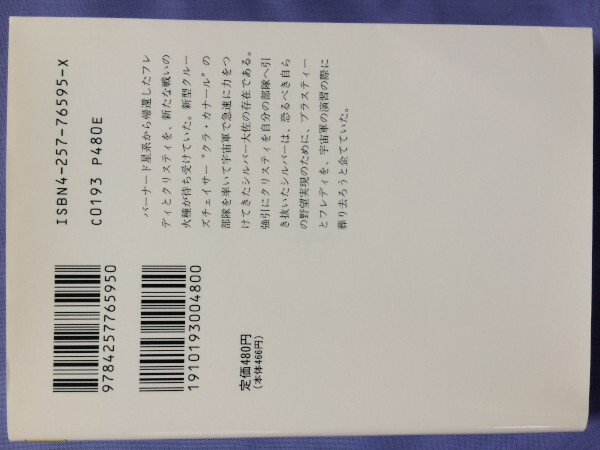 バーナード星系から帰還したフレ
ディとクリスティを、新たな戦いの
火種が待ち受けていた。新型クルー
ズチェイサー〝クラ・カナール〟の
部隊を率いて宇宙軍で急速に力をつ
けてきたシルバー大佐の存在である。
強引にクリスティを自分の部隊へ引
き抜いたシルバーは、恐るべき自ら
の野望実現のために、ブラスティー
とフレディを、宇宙軍の演習の際に
葬り去ろうと企てていた。
ISBN4-257-76595-X
C0193 P480E
9784257765950
1910193004800
定価480円
(本体466円)